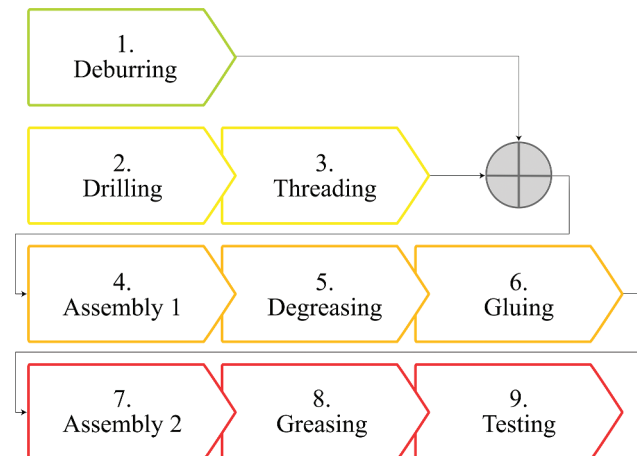 1.
Deburring
2.
Drilling
3.
Threading
4.
Assembly 1
5.
Degreasing
6.
Gluing
7.
Assembly 2
8.
Greasing
9.
Testing